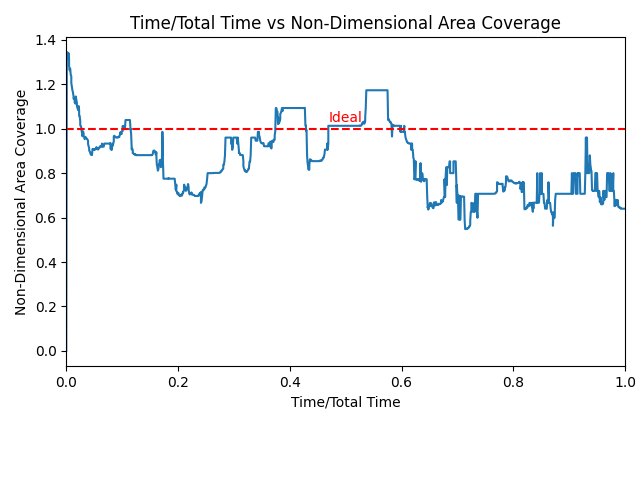 Time/Total Time vs Non-Dimensional Area Coverage
Non-Dimensional Area Coverage
1.4
1.2
1.0
0.8
0.6
0.4
0.2
0.0
Ideal
0.0 0.2 0.4 0.6 0.8 1.0
Time/Total Time